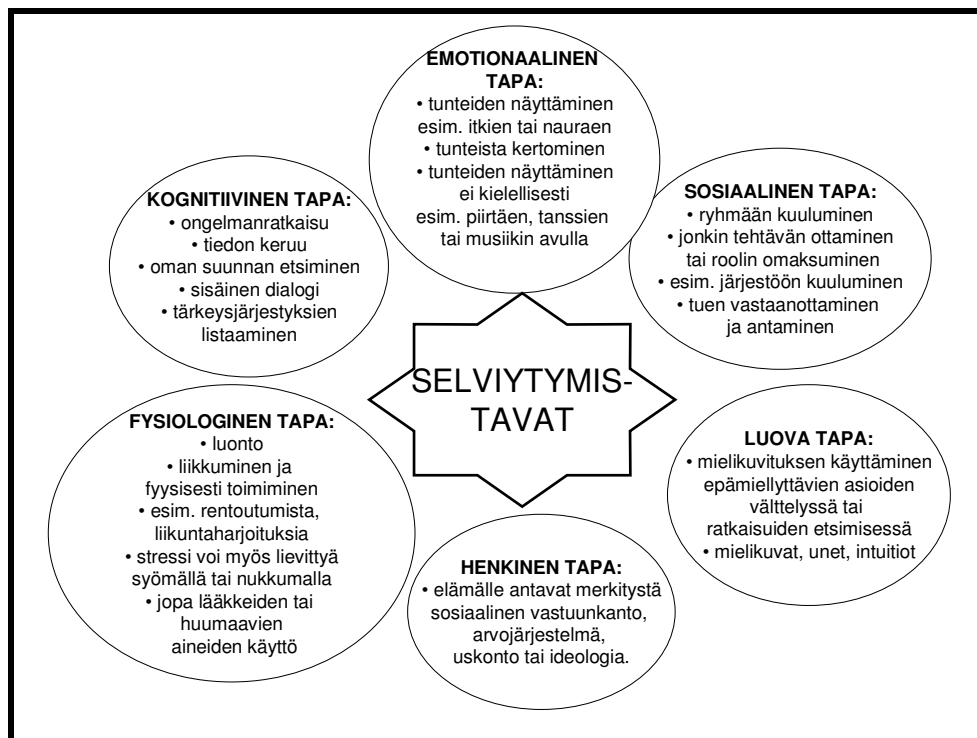 EMOTIONAALINEN
TAPA:
• tunteiden näyttäminen
esim. itkien tai nauraen
• tunteista kertominen
• tunteiden näyttäminen
ei kielellisesti
esim. piirtäen, tanssien
tai musiikin avulla
KOGNITIIVINEN TAPA:
• ongelmanratkaisu
• tiedon keruu
• oman suunnan etsiminen
• sisäinen dialogi
• tärkeysjärjestyksien
listaaminen
SOSIAALINEN TAPA:
• ryhmään kuuluminen
• jonkin tehtävän ottaminen
tai roolin omaksuminen
• esim. järjestöön kuuluminen
• tuen vastaanottaminen
ja antaminen
SELVIYTYMIS-
TAVAT
FYSIOLOGINEN TAPA:
• luonto
• liikkuminen ja
fyysisesti toimiminen
• esim. rentoutumista,
liikuntaharjoituksia
• stressi voi myös lievittyä
syömällä tai nukkumalla
• jopa lääkkeiden tai
huumaavien
aineiden käyttö
LUOVA TAPA:
• mielikuvituksen käyttäminen
epämiellyttävien asioiden
välttelyssä tai
ratkaisuiden etsimisessä
• mielikuvat, unet, intuitiot
HENKINEN TAPA:
• elämälle antavat merkitystä
sosiaalinen vastuunkanto,
arvojärjestelmä,
uskonto tai ideologia.